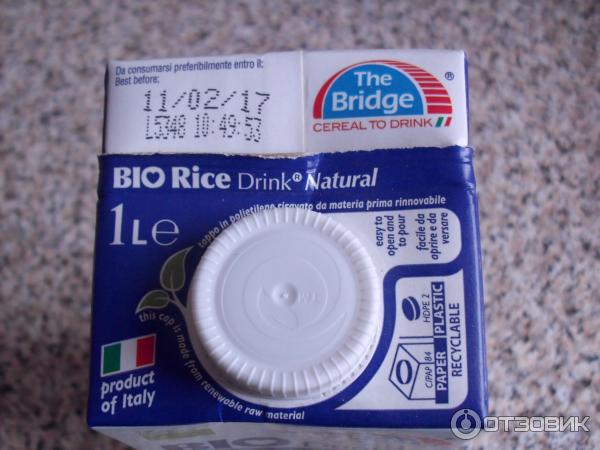 Da consumarsi preferibilmente entro il:
Best before:
11/02/17
L5348 10:49:53
The
Bridge
®
CEREAL TO DRINK
BIO Rice Drink® Natural
1 L e
tappo in polietilene ricavato da materia prima rinnovabile
easy to
open and
to pour
facile da
aprire e da
versare
this cap is made from renewable raw material
HDPE 2
PLASTIC
C/PAP 84
PAPER
RECYCLABLE
product
of Italy
BIO
ОТЗОВИК